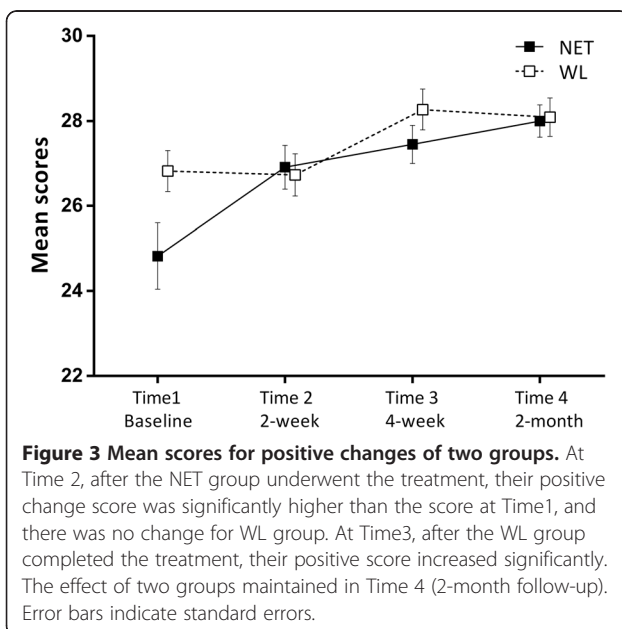 30
NET
WL
28
26
24
22
Mean scores
Time1
Baseline
Time 2
2-week
Time 3
4-week
Time 4
2-month
Figure 3 Mean scores for positive changes of two groups. At
Time 2, after the NET group underwent the treatment, their positive
change score was significantly higher than the score at Time1, and
there was no change for WL group. At Time3, after the WL group
completed the treatment, their positive score increased significantly.
The effect of two groups maintained in Time 4 (2-month follow-up).
Error bars indicate standard errors.